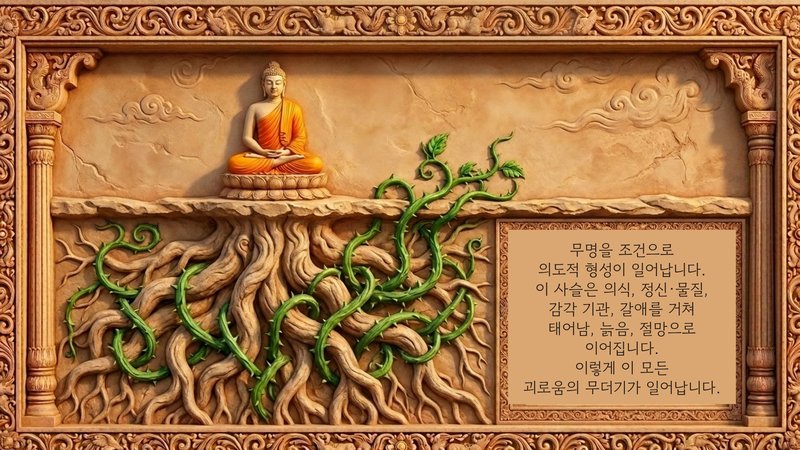 무명을 조건으로
의도적 형성이 일어납니다.
이 사슬은 의식, 정신·물질,
감각 기관, 갈애를 거쳐
태어남, 늙음, 절망으로
이어집니다.
이렇게 이 모든
괴로움의 무더기가 일어납니다.